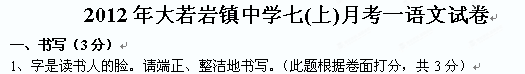 2012年大若岩镇中学七(上)月考一语文试卷
一、书写(3分)
1、字是读书人的脸。请端正、整洁地书写。(此题根据卷面打分，共3分)